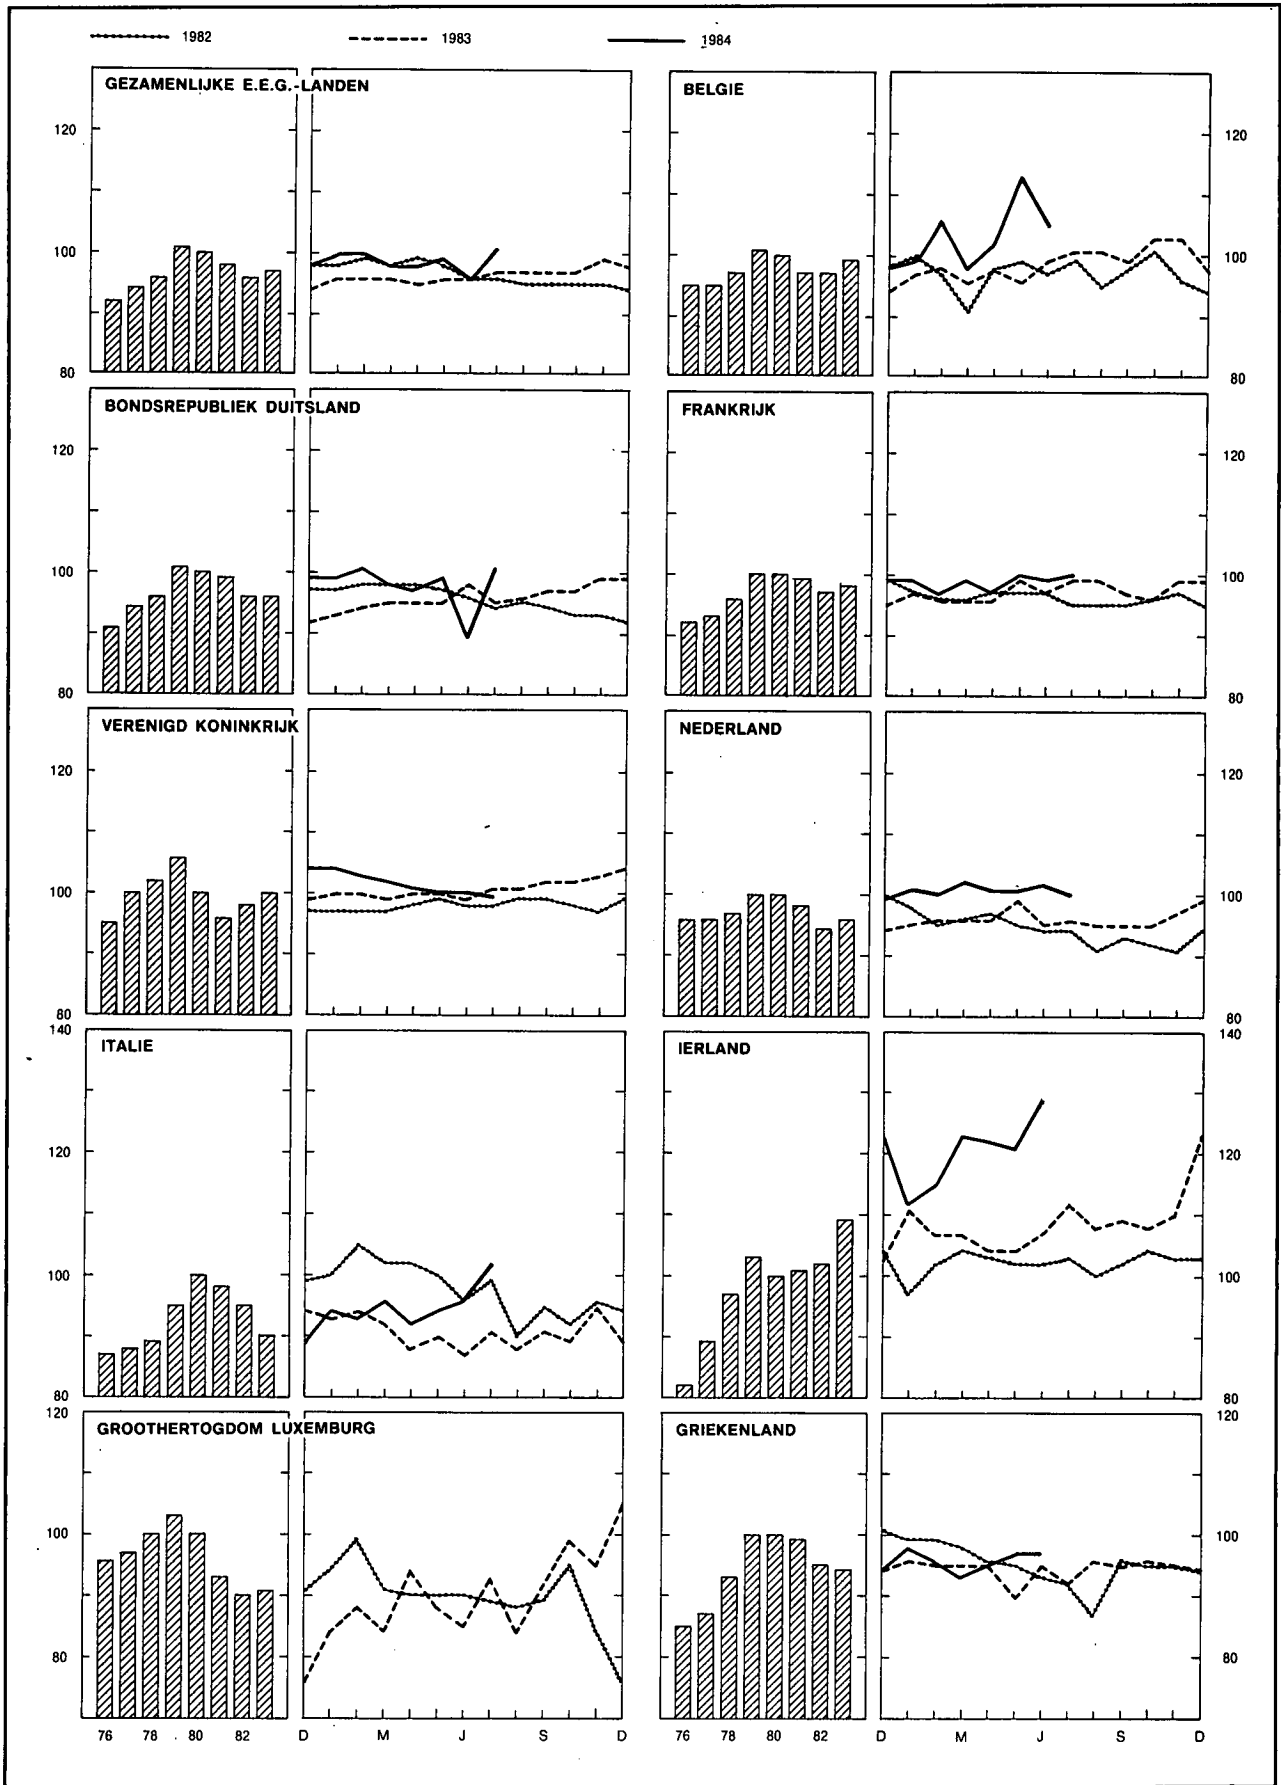 1982 1983 1984
GEZAMENLIJKE E.E.G.-LANDEN BELGIE
120 120
100 100
80 80
BONDSREPUBLIEK DUITSLAND FRANKRIJK
120 120
100 100
80 80
VERENIGD KONINKRIJK NEDERLAND
120 120
100 100
80 80
140 140
ITALIE IERLAND
120 120
100 100
80 80
120 120
GROOTHERTOGDOM LUXEMBURG GRIEKENLAND
100 100
80 80
76 78 80 82 D M J S D 76 78 80 82 D M J S D